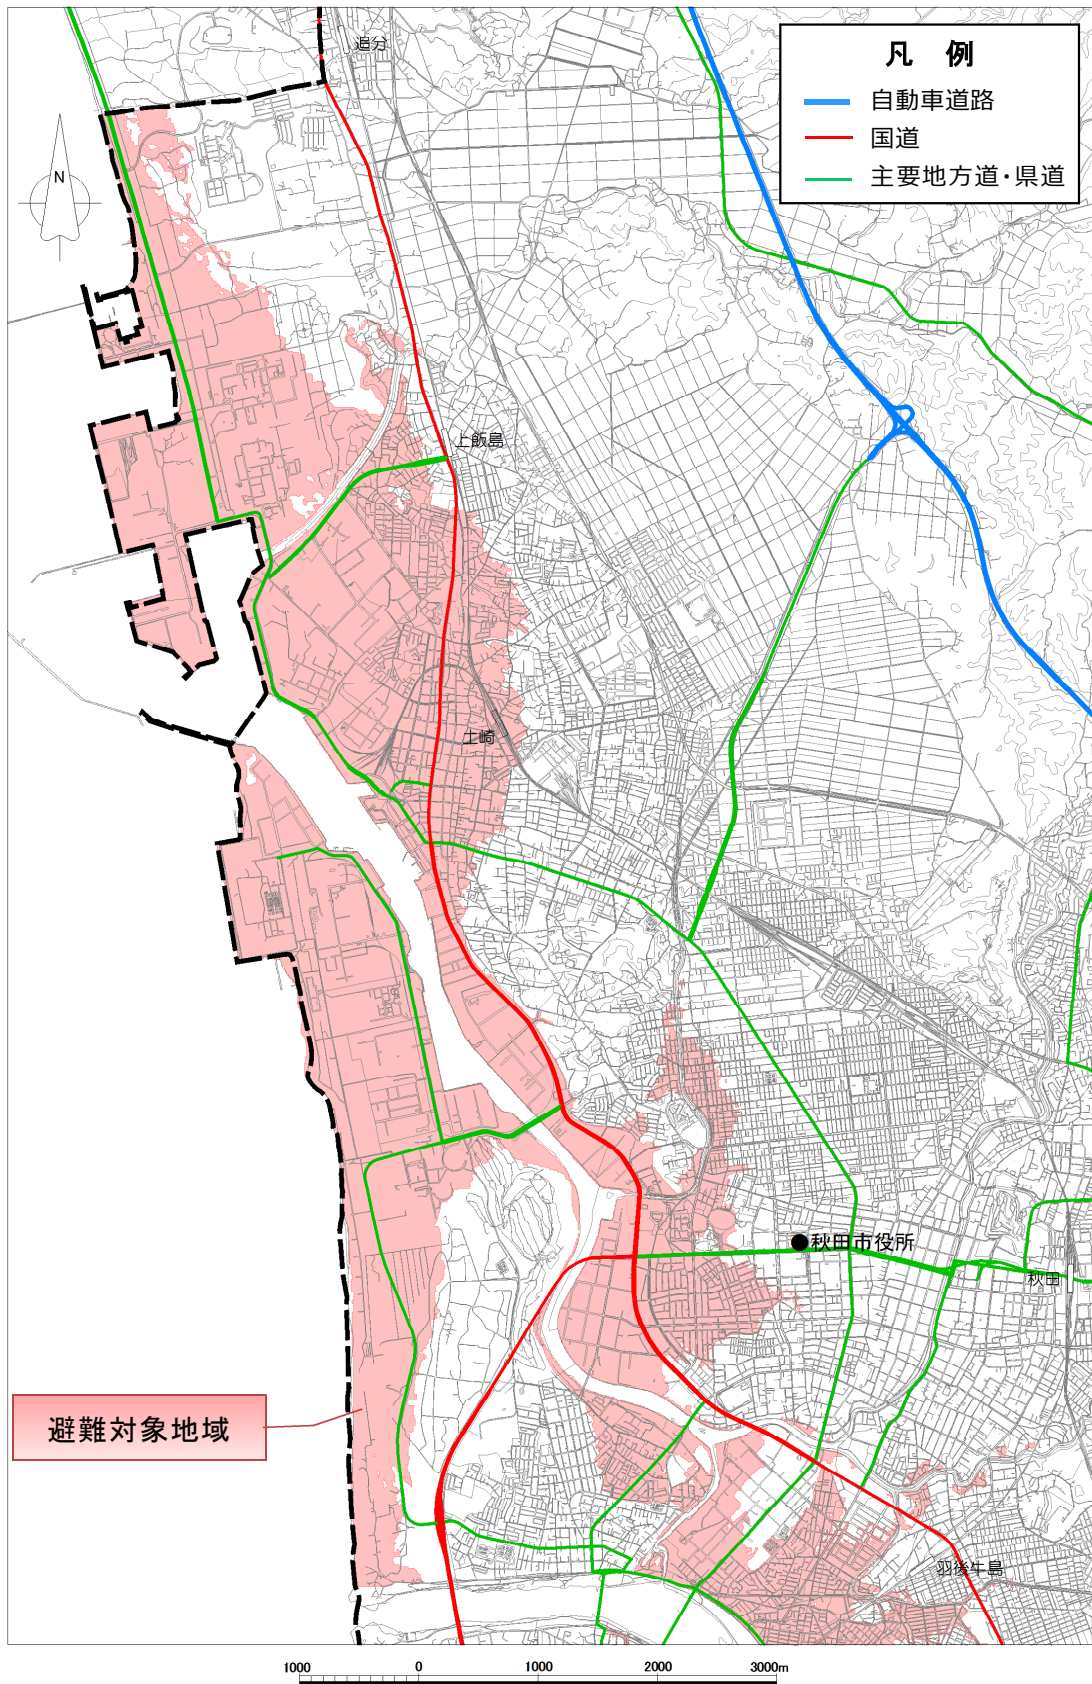 凡 例
自動車道路
国道
主要地方道・県道
追分
N
上飯島
土崎
秋田市役所
秋田
避難対象地域
羽後牛島
1000 0 1000 2000 3000m